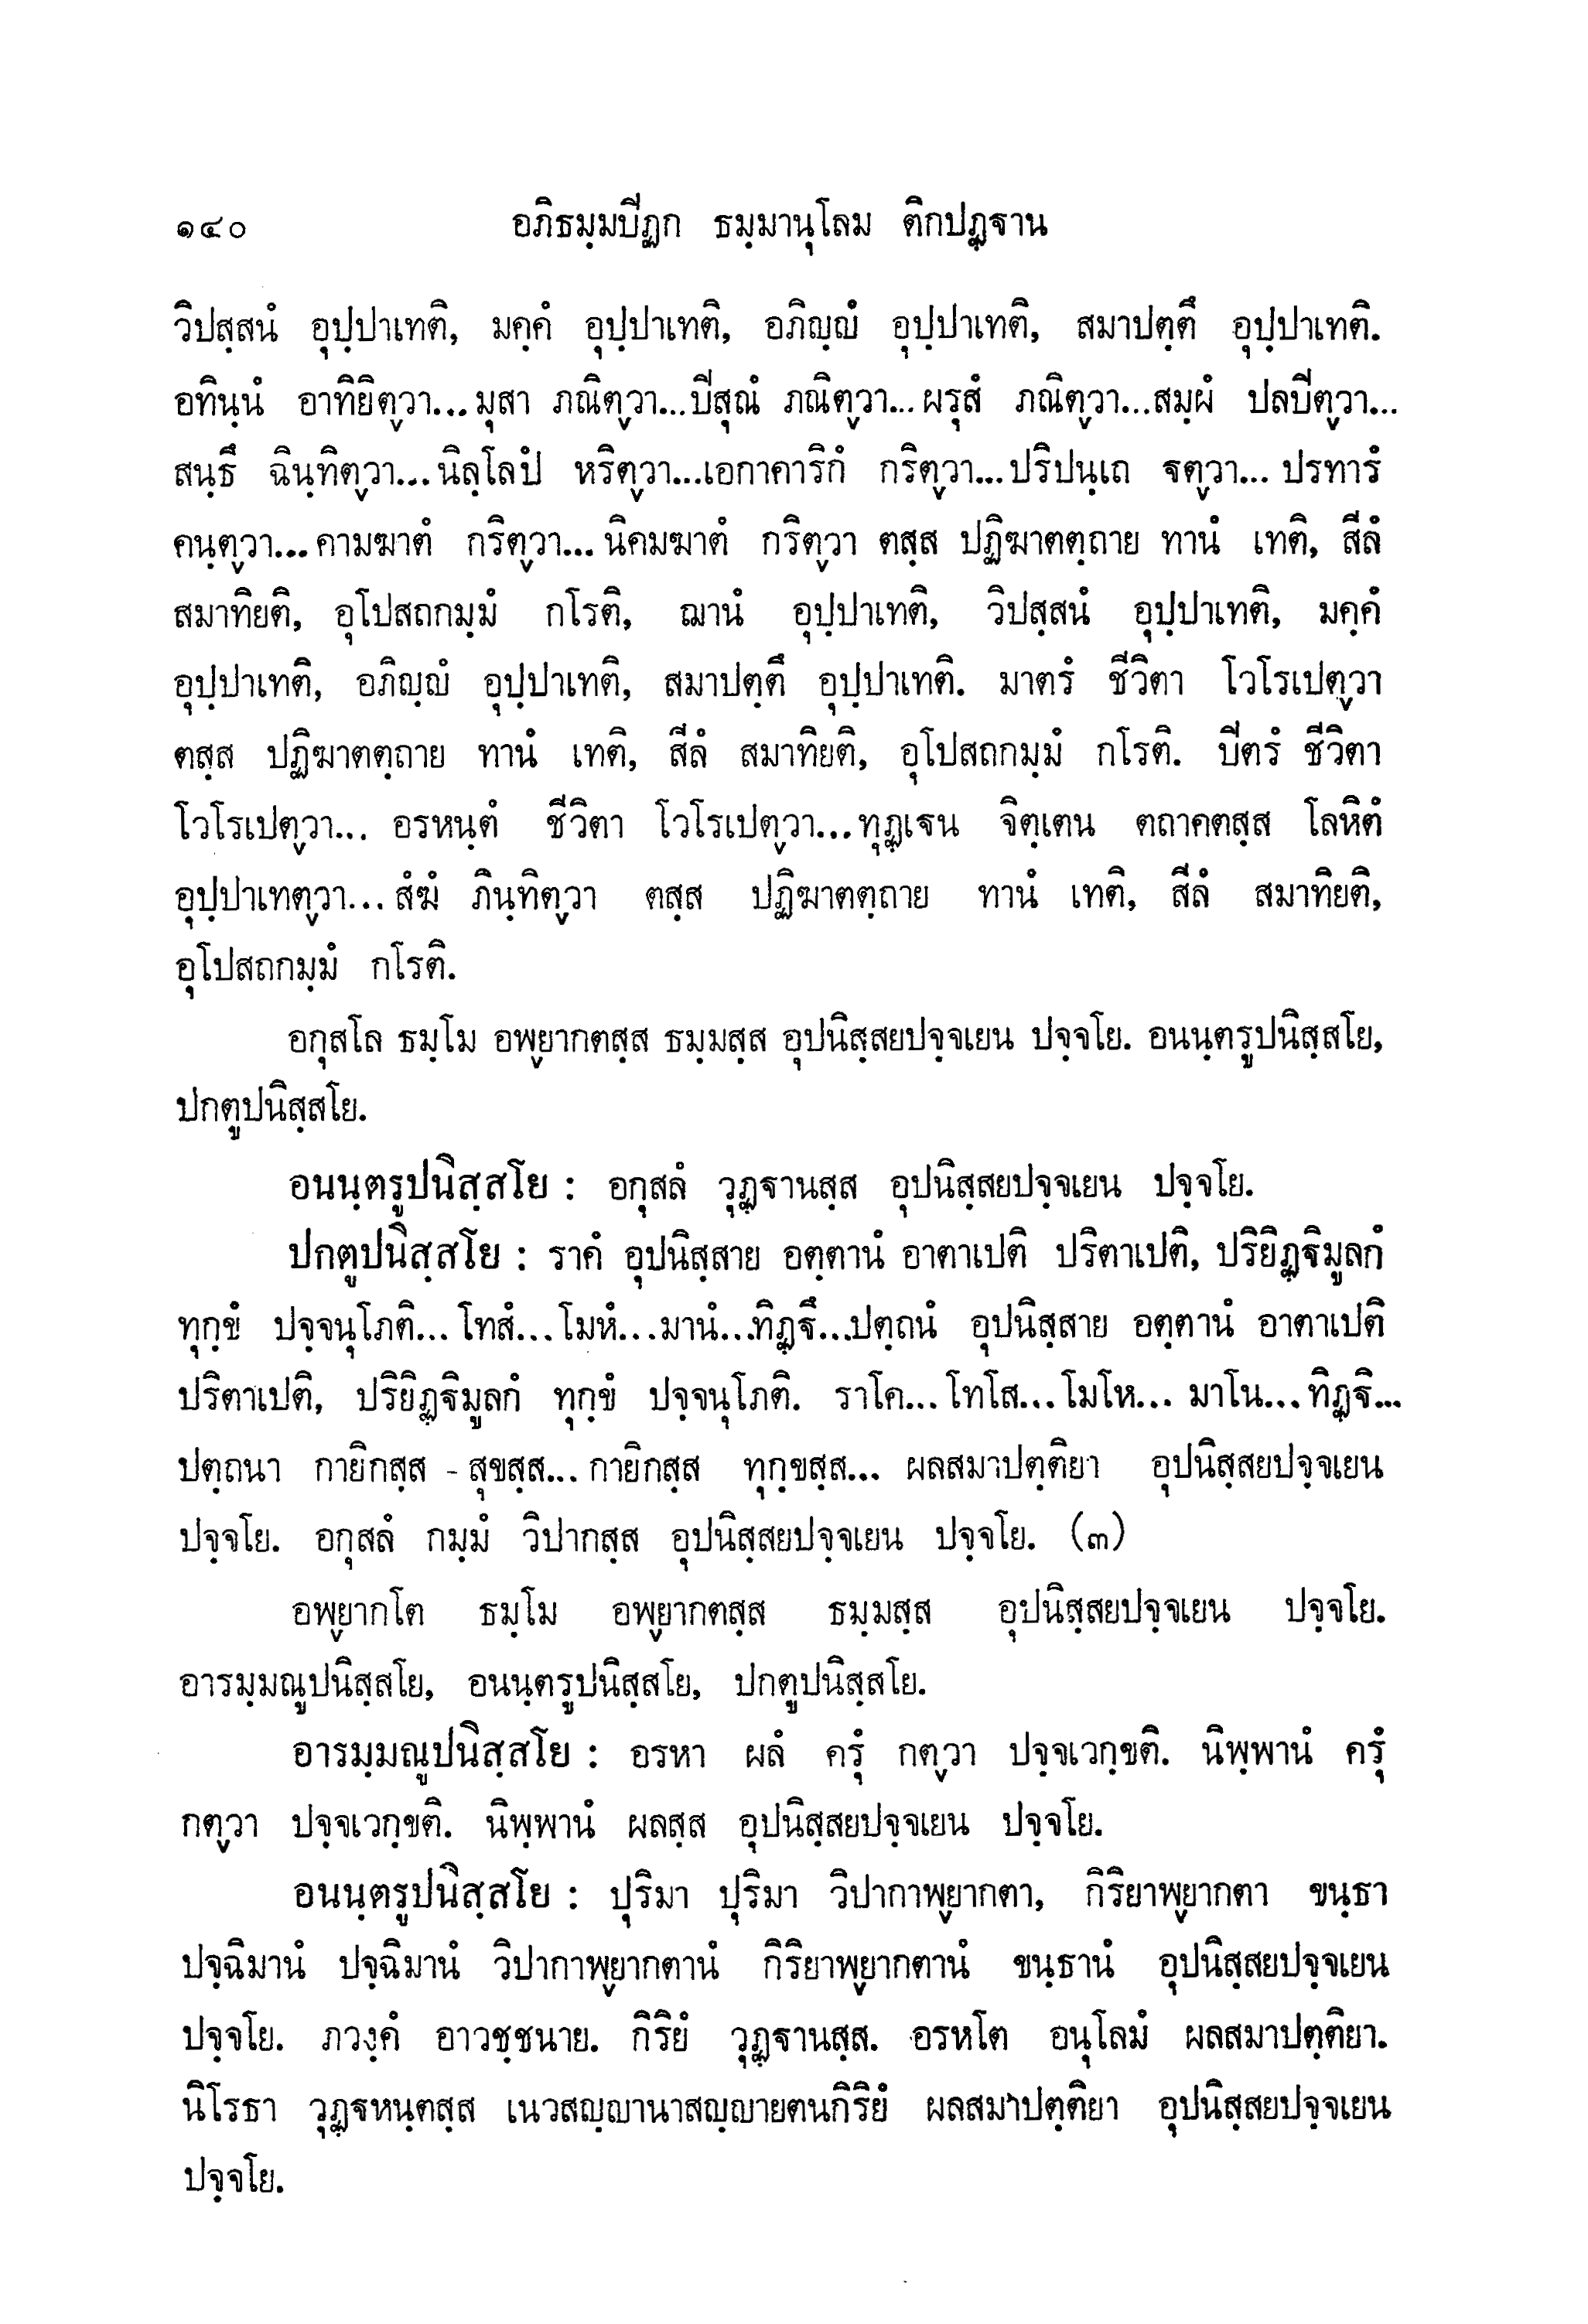 ๑๔๐ อภิธมฺมปีฏก ธมฺมานุโลม ติกปฏฺฐาน
วิปสฺสนํ อุปฺปาเทติ, มคฺคํ อุปฺปาเทติ, อภิญฺญํ อุปฺปาเทติ, สมาปตฺตึ อุปฺปาเทติ.
อทินฺนํ อาทิยิตฺวา...มุสา ภณิตฺวา...ปีสุณํ ภณิตฺวา...ผรุสํ ภณิตฺวา...สมฺผํ ปลปีตฺวา...
สนฺธึ ฉินฺทิตฺวา...นิลฺโลปํ หริตฺวา...เอกาคาริกํ กริตฺวา...ปริปนฺเถ ฐตฺวา...ปรทารํ
คนฺตฺวา...คามฆาตํ กริตฺวา...นิคมฆาตํ กริตฺวา ตสฺส ปฏิฆาตตฺถาย ทานํ เทติ, สีลํ
สมาทิยติ, อุโปสถกมฺมํ กโรติ, ฌานํ อุปฺปาเทติ, วิปสฺสนํ อุปฺปาเทติ, มคฺคํ
อุปฺปาเทติ, อภิญฺญํ อุปฺปาเทติ, สมาปตฺตึ อุปฺปาเทติ. มาตรํ ชีวิตา โวโรเปตฺวา
ตสฺส ปฏิฆาตตฺถาย ทานํ เทติ, สีลํ สมาทิยติ, อุโปสถกมฺมํ กโรติ. ปีตรํ ชีวิตา
โวโรเปตฺวา... อรหนฺตํ ชีวิตา โวโรเปตฺวา...ทุฏฺเฐน จิตฺเตน ตถาคตสฺส โลหิตํ
อุปฺปาเทตฺวา...สํฆํ ภินฺทิตฺวา ตสฺส ปฏิฆาตตฺถาย ทานํ เทติ, สีลํ สมาทิยติ,
อุโปสถกมฺมํ กโรติ.
อกุสโล ธมฺโม อพฺยากตสฺส ธมฺมสฺส อุปนิสฺสยปจฺจเยน ปจฺจโย. อนนฺตรูปนิสฺสโย,
ปกตูปนิสฺสโย.
อนนฺตรูปนิสฺสโย : อกุสลํ วุฏฺฐานสฺส อุปนิสฺสยปจฺจเยน ปจฺจโย.
ปกตูปนิสฺสโย : ราคํ อุปนิสฺสาย อตฺตานํ อาตาเปติ ปริตาเปติ, ปริยิฏฺฐิมูลกํ
ทุกฺขํ ปจฺจนุโภติ...โทสํ...โมหํ...มานํ...ทิฏฺฐึ...ปตฺถนํ อุปนิสฺสาย อตฺตานํ อาตาเปติ
ปริตาเปติ, ปริยิฏฺฐิมูลกํ ทุกฺขํ ปจฺจนุโภติ. ราโค...โทโส...โมโห...มาโน...ทิฏฺฐิ...
ปตฺถนา กายิกสฺส - สุขสฺส...กายิกสฺส ทุกฺขสฺส... ผลสมาปตฺติยา อุปนิสฺสยปจฺจเยน
ปจฺจโย. อกุสลํ กมฺมํ วิปากสฺส อุปนิสฺสยปจฺจเยน ปจฺจโย. (๓)
อพฺยากโต ธมฺโม อพฺยากตสฺส ธมฺมสฺส อุปนิสฺสยปจฺจเยน ปจฺจโย.
อารมฺมณูปนิสฺสโย, อนนฺตรูปนิสฺสโย, ปกตูปนิสฺสโย.
อารมฺมณูปนิสฺสโย : อรหา ผลํ ครุํ กตฺวา ปจฺจเวกฺขติ. นิพฺพานํ ครุํ
กตฺวา ปจฺจเวกฺขติ. นิพฺพานํ ผลสฺส อุปนิสฺสยปจฺจเยน ปจฺจโย.
อนนฺตรูปนิสฺสโย : ปุริมา ปุริมา วิปากาพฺยากตา, กิริยาพฺยากตา ขนฺธา
ปจฺฉิมานํ ปจฺฉิมานํ วิปากาพฺยากตานํ กิริยาพฺยากตานํ ขนฺธานํ อุปนิสฺสยปจฺจเยน
ปจฺจโย. ภวงฺคํ อาวชฺชนาย. กิริยํ วุฏฺฐานสฺส. อรหโต อนุโลมํ ผลสมาปตฺติยา.
นิโรธา วุฏฺฐหนฺตสฺส เนวสญฺญานาสญฺญายตนกิริยํ ผลสมาปตฺติยา อุปนิสฺสยปจฺจเยน
ปจฺจโย.